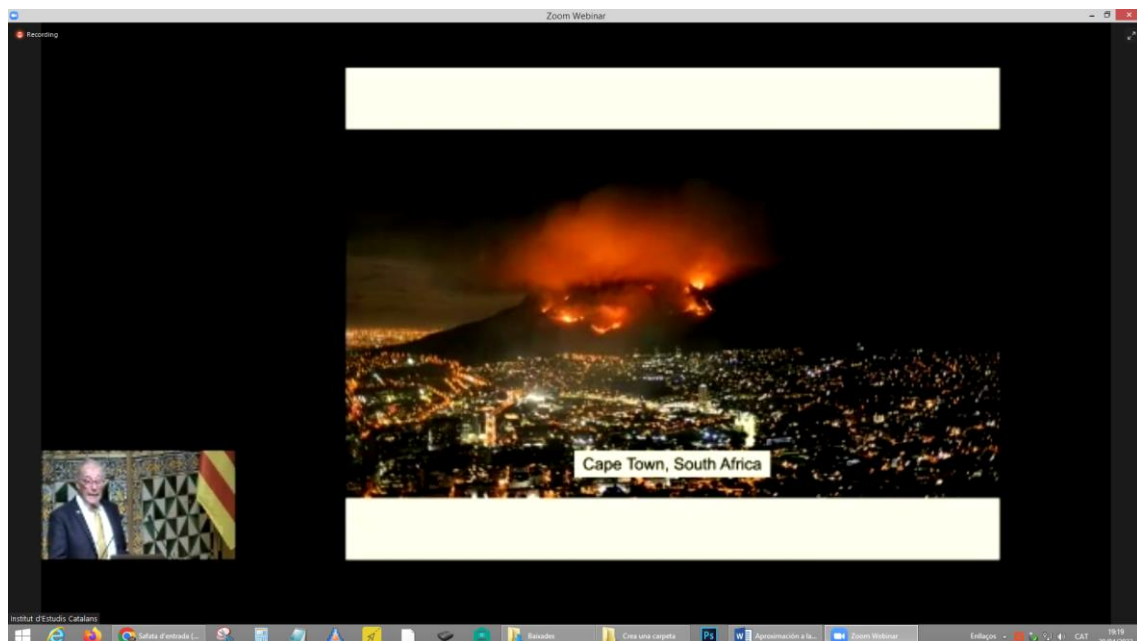 Zoom Webinar
Recording
Cape Town, South Africa
Institut d'Estudis Catalans
Safata d'entrada (...
Baixades
Crea una carpeta
Ps
W
Aproximación a la...
Zoom Webinar
Enllaços
CAT
19:19